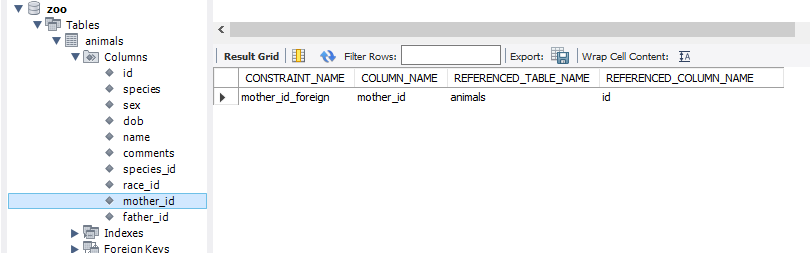 zoo
Tables
animals
Columns
id
species
sex
dob
name
comments
species_id
race_id
mother_id
father_id
Indexes
Foreign Keys
Result Grid Filter Rows: Export: Wrap Cell Content: IA
CONSTRAINT_NAME COLUMN_NAME REFERENCED_TABLE_NAME REFERENCED_COLUMN_NAME
mother_id_foreign mother_id animals id